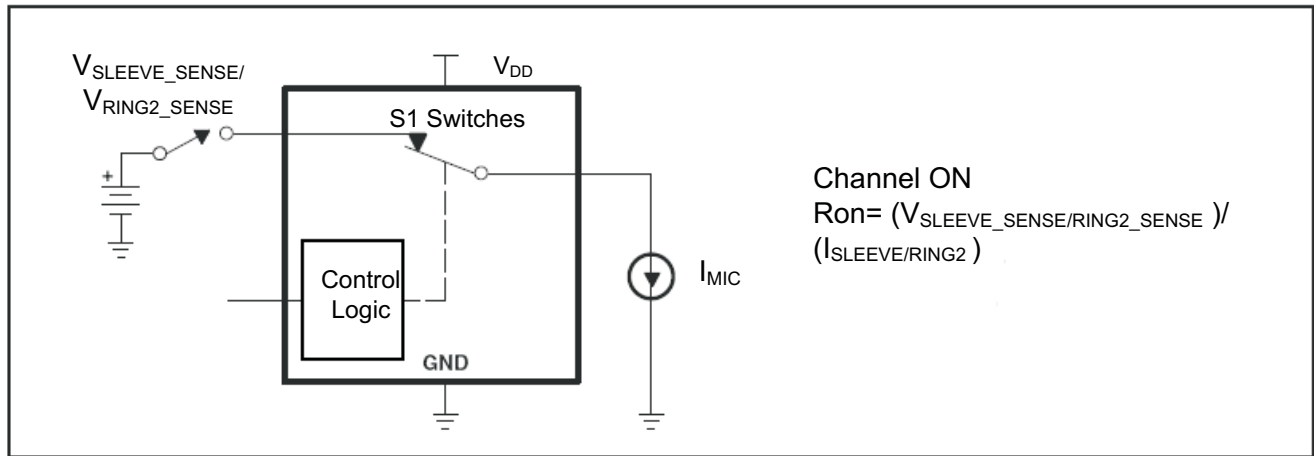 V_SLEEVE_SENSE/
V_RING2_SENSE
V_DD
S1 Switches
+
Control
Logic
GND
I_MIC
Channel ON
Ron= (V_SLEEVE_SENSE/RING2_SENSE )/
(I_SLEEVE/RING2 )